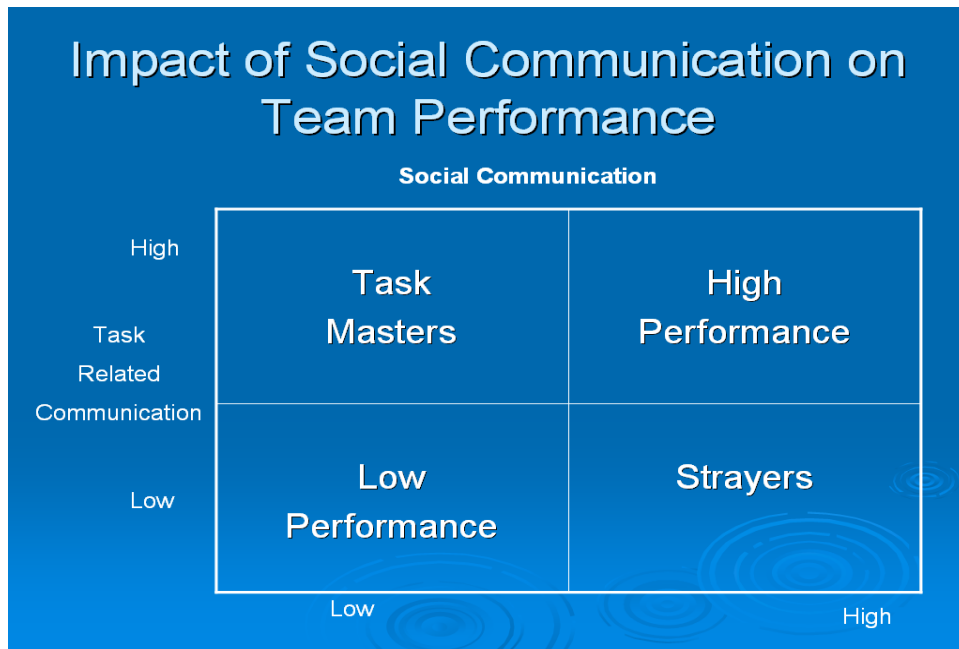 Impact of Social Communication on
Team Performance
Social Communication
High
Task
Masters
High
Performance
Task
Related
Communication
Low
Performance
Strayers
Low
Low
High